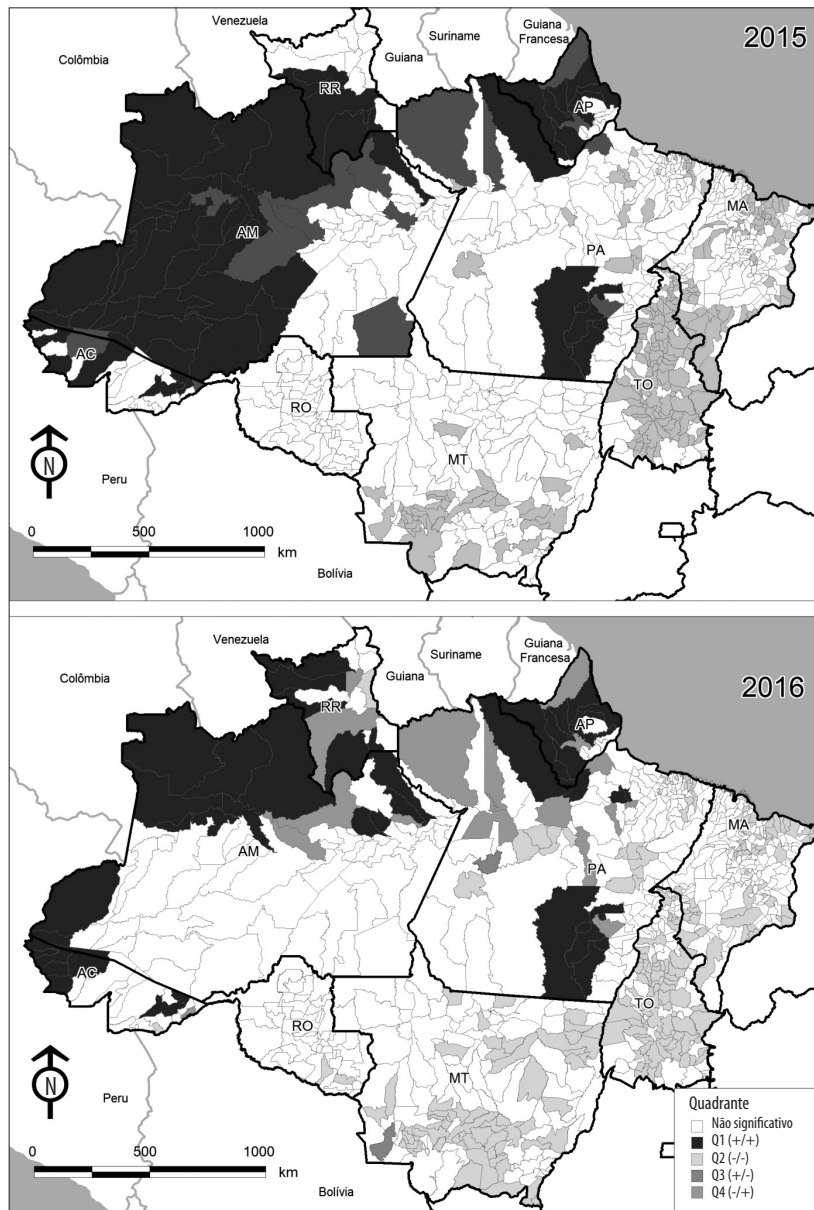 2015
Venezuela
Colômbia
Guiana
Suriname
Guiana
Francesa
RR
AP
AM
PA
MA
AC
RO
TO
MT
N
Peru
0 500 1000
km
Bolívia
2016
Venezuela
Colômbia
Guiana
Suriname
Guiana
Francesa
RR
AP
AM
PA
MA
AC
RO
TO
MT
N
Peru
0 500 1000
km
Bolívia
Quadrante
Não significativo
Q1 (+/+)
Q2 (-/-)
Q3 (+/-)
Q4 (-/+)